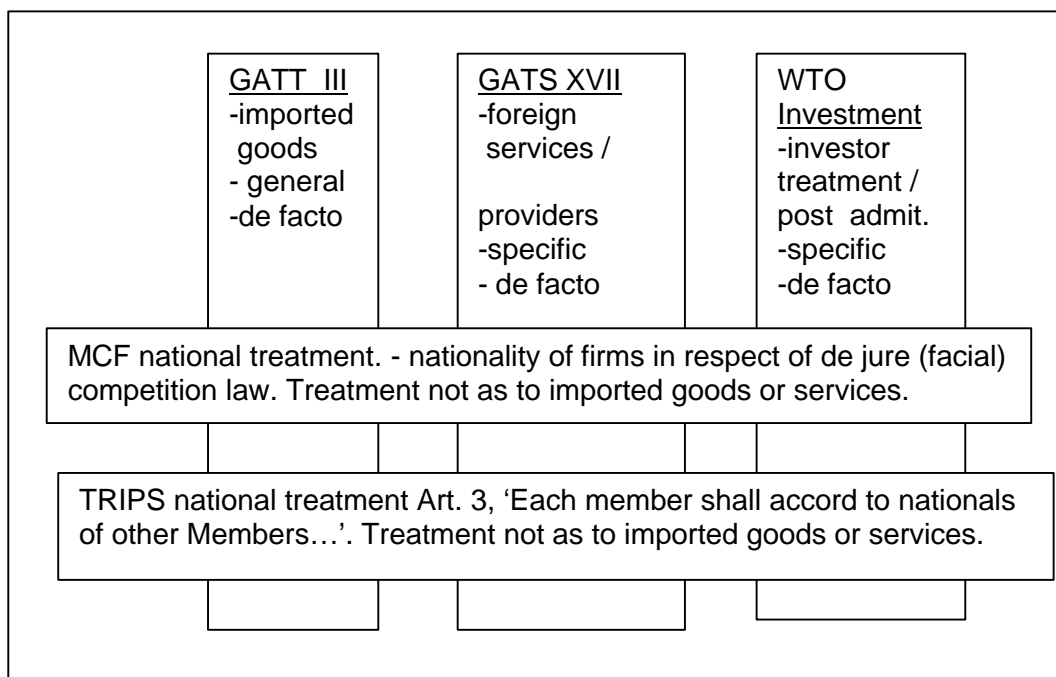 GATT III
-imported
goods
- general
-de facto
GATS XVII
-foreign
services /
providers
-specific
- de facto
WTO
Investment
-investor
treatment /
post admit.
-specific
-de facto
MCF national treatment. - nationality of firms in respect of de jure (facial)
competition law. Treatment not as to imported goods or services.
TRIPS national treatment Art. 3, ‘Each member shall accord to nationals
of other Members…’. Treatment not as to imported goods or services.